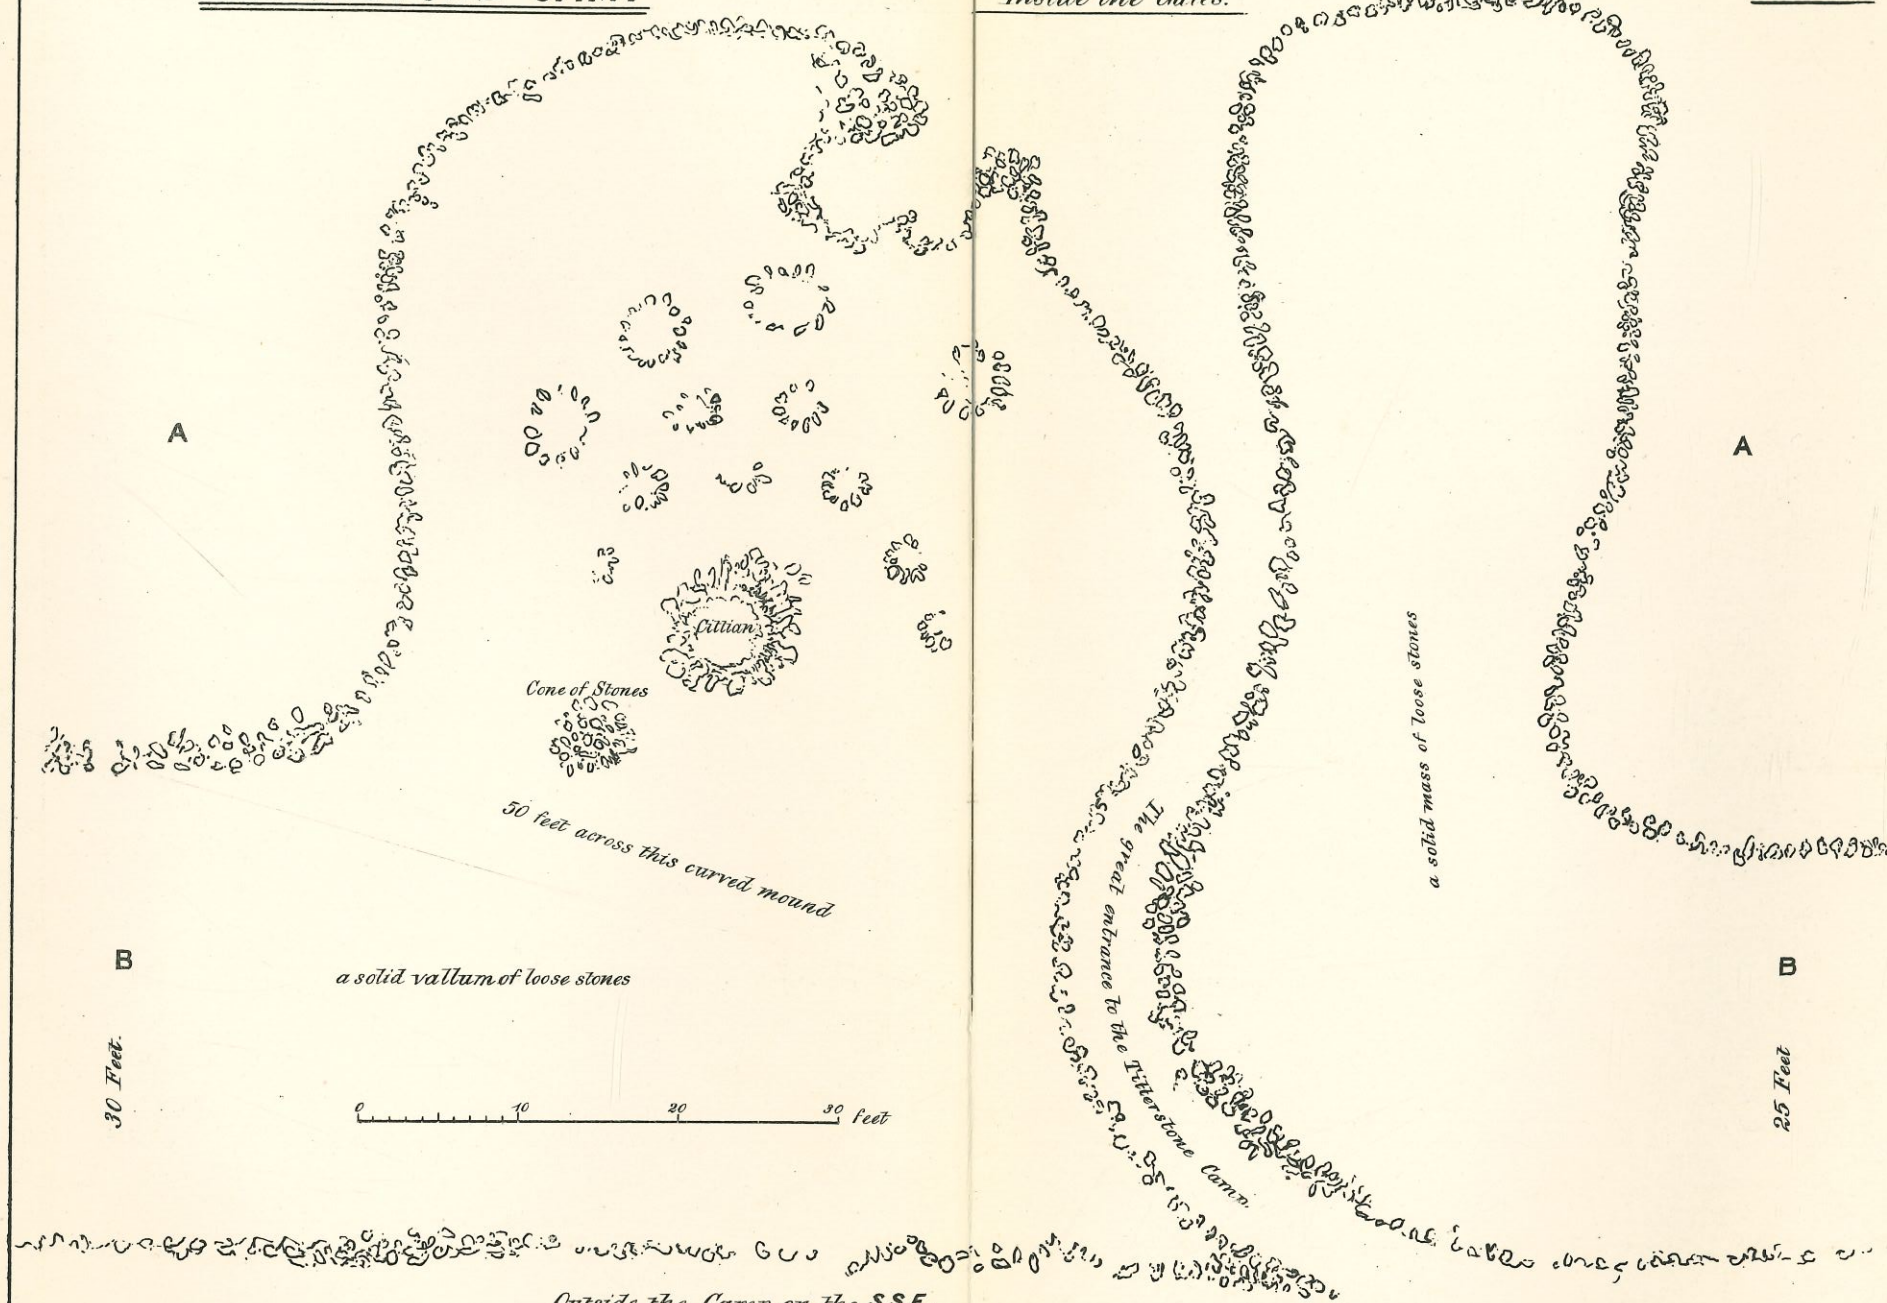 Inside the Gates.
A
A
Cillian
Cone of Stones
50 feet across this curved mound
a solid mass of loose stones
The great entrance to the Titterstone Camp.
B
B
a solid vallum of loose stones
30 Feet.
25 Feet
0 10 20 30 feet
Outside the Camp on the S.S.E.